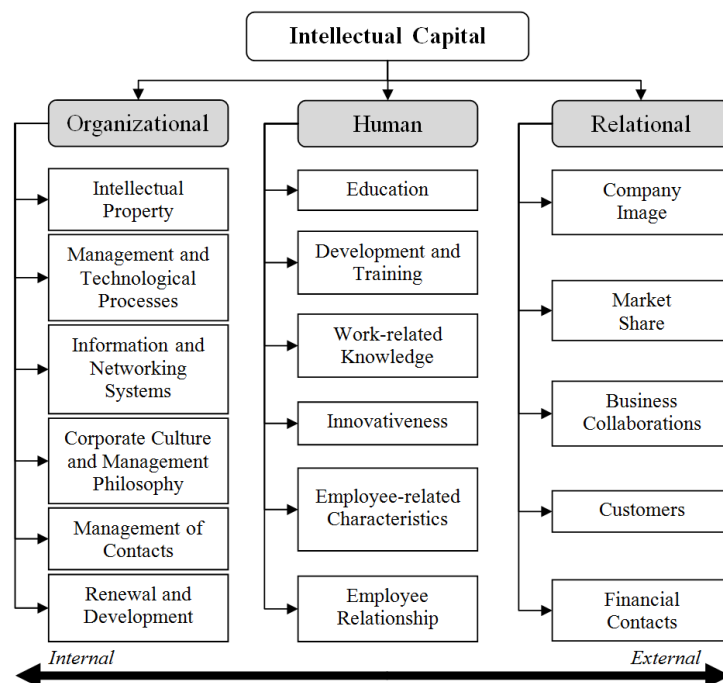 Intellectual Capital
Organizational
Human
Relational
Intellectual
Property
Management and
Technological
Processes
Information and
Networking
Systems
Corporate Culture
and Management
Philosophy
Management of
Contacts
Renewal and
Development
Education
Development and
Training
Work-related
Knowledge
Innovativeness
Employee-related
Characteristics
Employee
Relationship
Company
Image
Market
Share
Business
Collaborations
Customers
Financial
Contacts
Internal
External